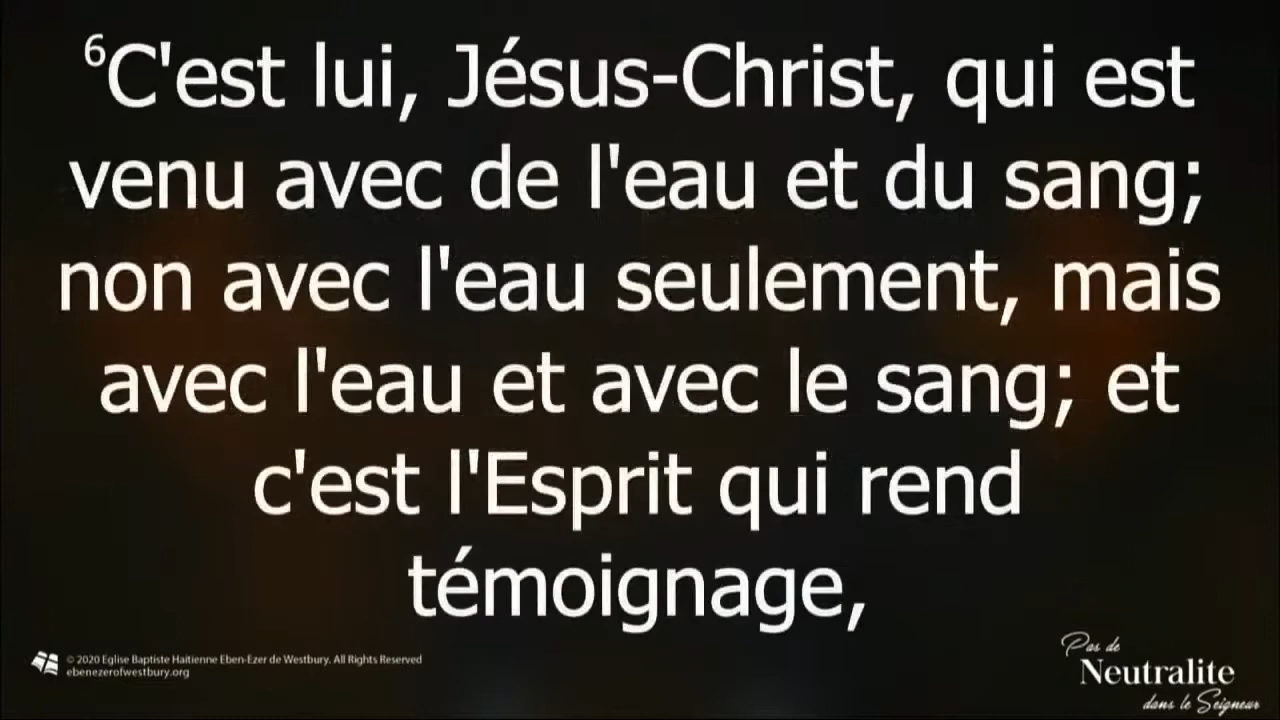 6C'est lui, Jésus-Christ, qui est
venu avec de l'eau et du sang;
non avec l'eau seulement, mais
avec l'eau et avec le sang; et
c'est l'Esprit qui rend
témoignage,
© 2020 Eglise Baptiste Haitienne Eben-Ezer de Westbury. All Rights Reserved
ebenezerofwestbury.org
Pas de
Neutralite
dans le Seigneur